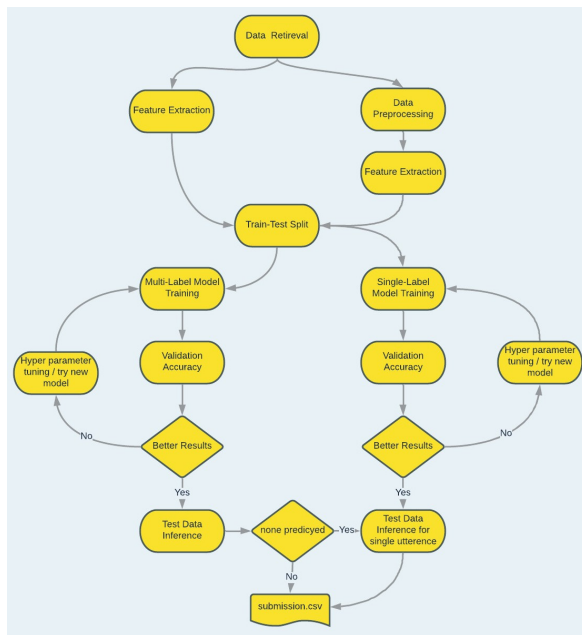 Data Retireval
Feature Extraction
Data
Preprocessing
Feature Extraction
Train-Test Split
Multi-Label Model
Training
Single-Label
Model Training
Hyper parameter
tuning / try new
model
Validation
Accuracy
Validation
Accuracy
Hyper parameter
tuning / try new
model
No
Better Results
Better Results
No
Yes
Yes
Test Data
Inference
none predicyed
Yes
Test Data
Inference for
single utterence
No
submission.csv